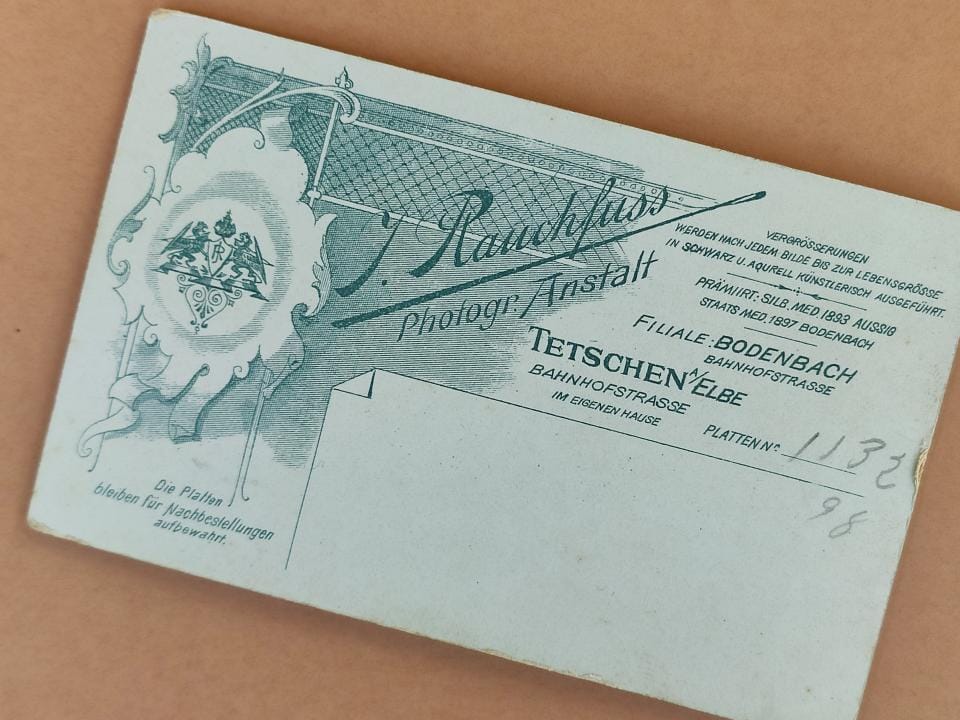 J. Rauchfuss
Photogr. Anstalt
TETSCHEN A/ELBE
BAHNHOFSTRASSE
IM EIGENEN HAUSE
VERGRÖSSERUNGEN
WERDEN NACH JEDEM BILDE BIS ZUR LEBENSGRÖSSE
IN SCHWARZ U. AQURELL KÜNSTLERISCH AUSGEFÜHRT.
PRÄMIIRT: SILB. MED. 1893 AUSSIG
STAATS MED. 1897 BODENBACH
FILIALE: BODENBACH
BAHNHOFSTRASSE
PLATTEN No. 1132
98
Die Platten
bleiben für Nachbestellungen
aufbewahrt.